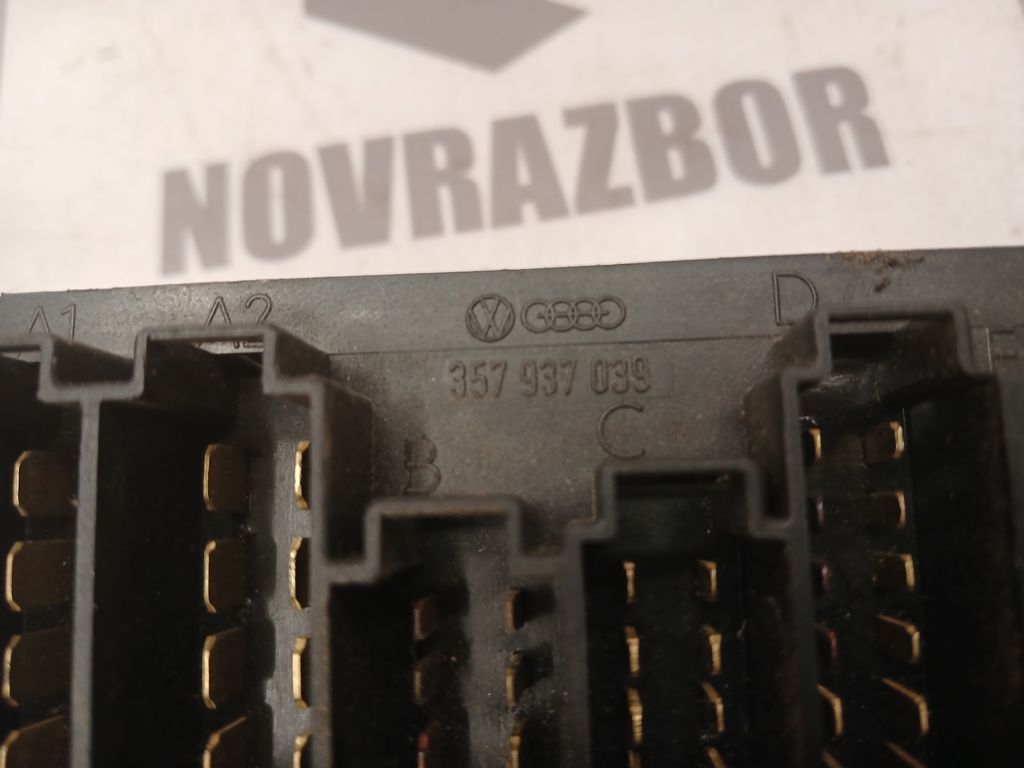 NOVRAZBOR
A1 A2 D
357 937 039
C
B